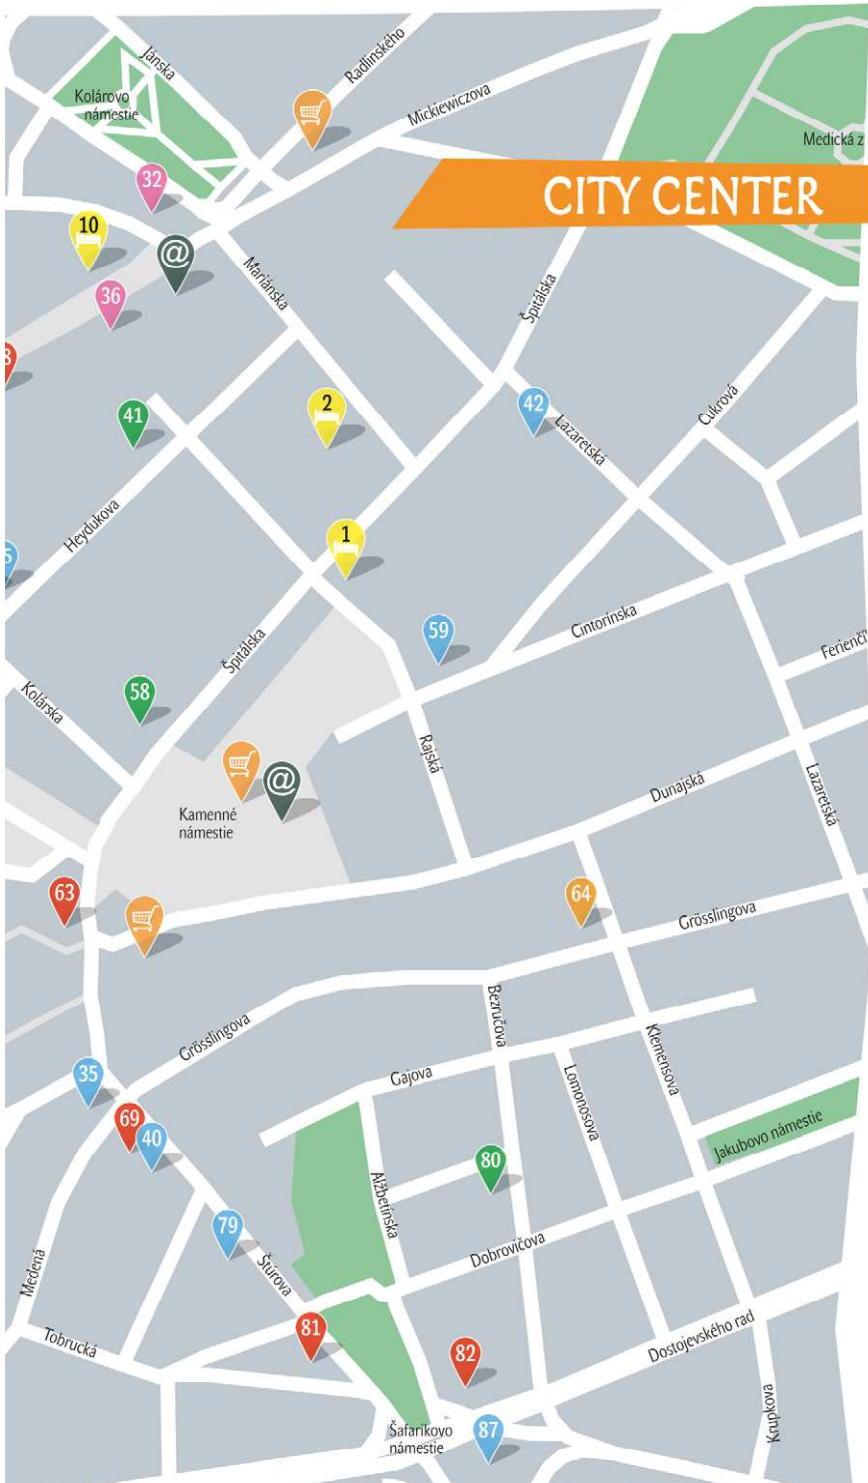 Jánska
Radlinského
Kolárovo
námestie
Mickiewiczova
Medická z
CITY CENTER
32
10
@
36
Mariánska
Špitálska
41
2
42
Lazaretská
Cukrová
Heydukova
1
59
Cintorínska
Špitálska
Ferienči
Kolárska
58
Rajská
@
Kamenné
námestie
Dunajská
Lazaretská
63
64
Grösslingova
Bezručova
Grösslingova
Gajova
Lomonosova
Klemensova
35
69
40
80
Jakubovo námestie
Alžbetínska
79
Dobrovičova
Medená
Štúrova
Tobrucká
81
82
Dostojevského rad
Krupkova
Šafarikovo
námestie
87